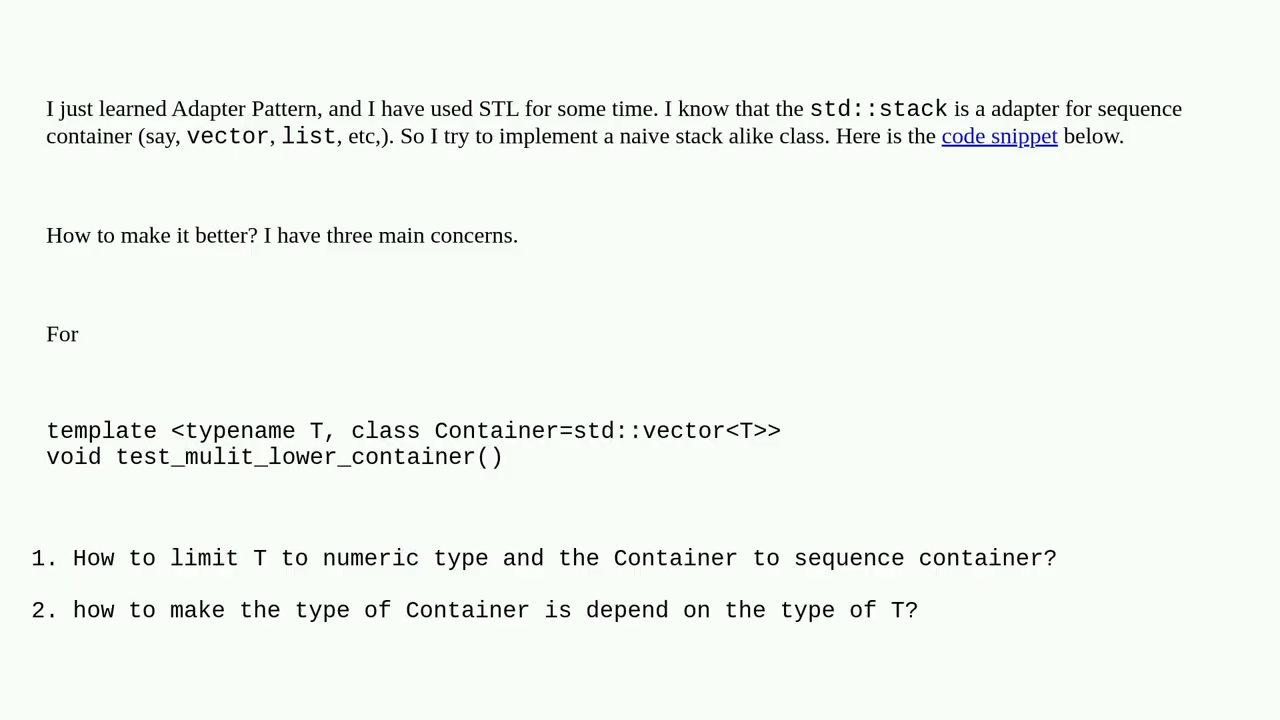 I just learned Adapter Pattern, and I have used STL for some time. I know that the std::stack is a adapter for sequence
container (say, vector, list, etc,). So I try to implement a naive stack alike class. Here is the code snippet below.
How to make it better? I have three main concerns.
For
template <typename T, class Container=std::vector<T>>
void test_mulit_lower_container()
1. How to limit T to numeric type and the Container to sequence container?
2. how to make the type of Container is depend on the type of T?